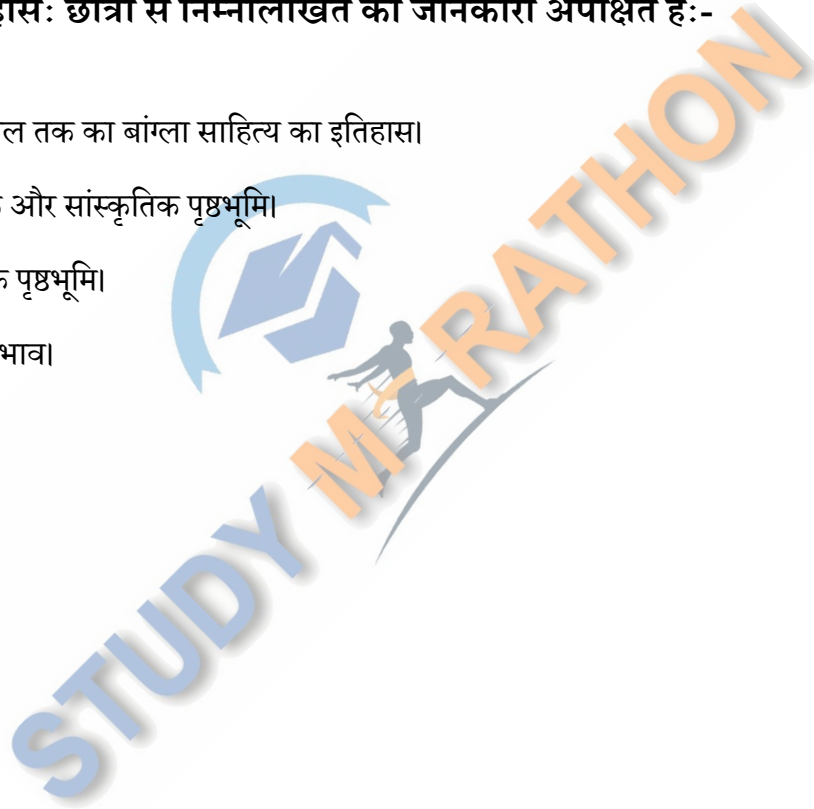 छात्रों से निम्नलिखित की जानकारी अपेक्षित है:-
तक का बांग्ला साहित्य का इतिहास।
और सांस्कृतिक पृष्ठभूमि।
पृष्ठभूमि।
STUDY MARATHON